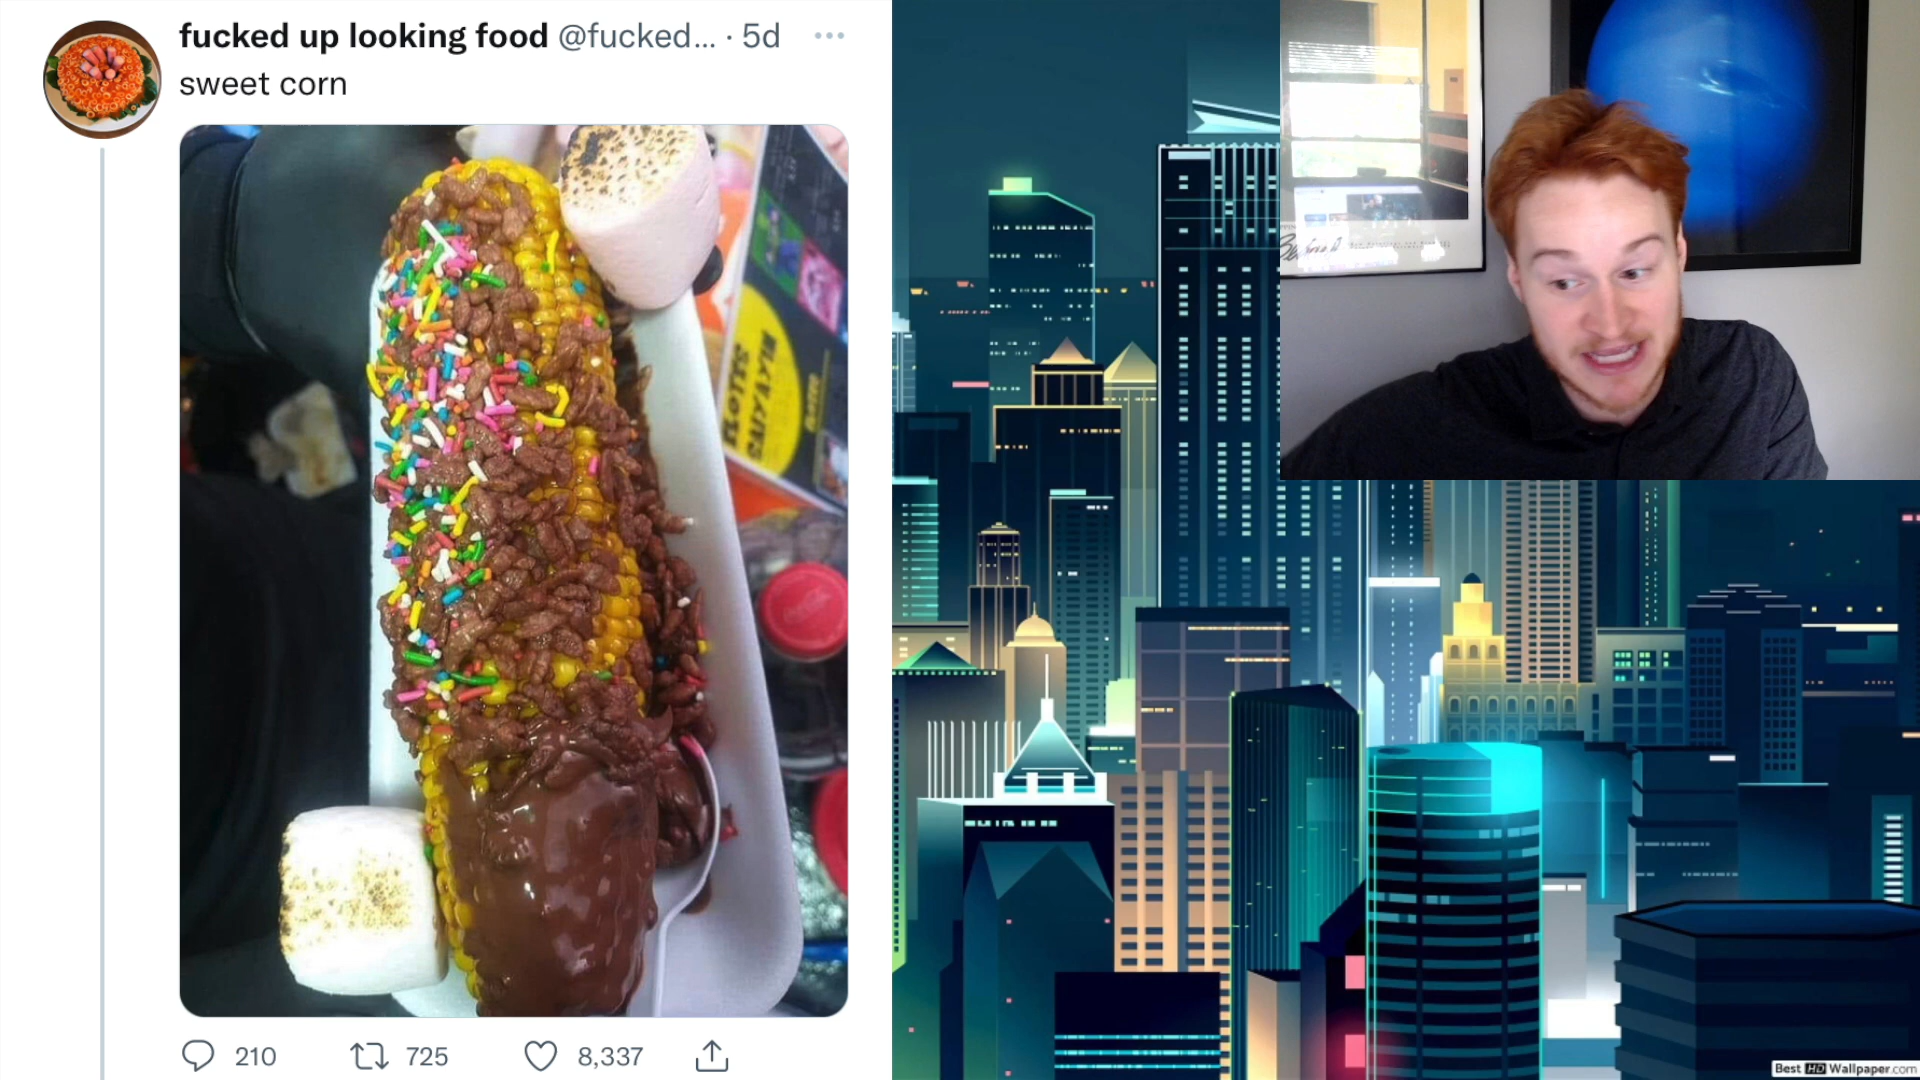 fucked up looking food @fucked... · 5d
sweet corn
210
725
8,337
Best HD Wallpaper.com